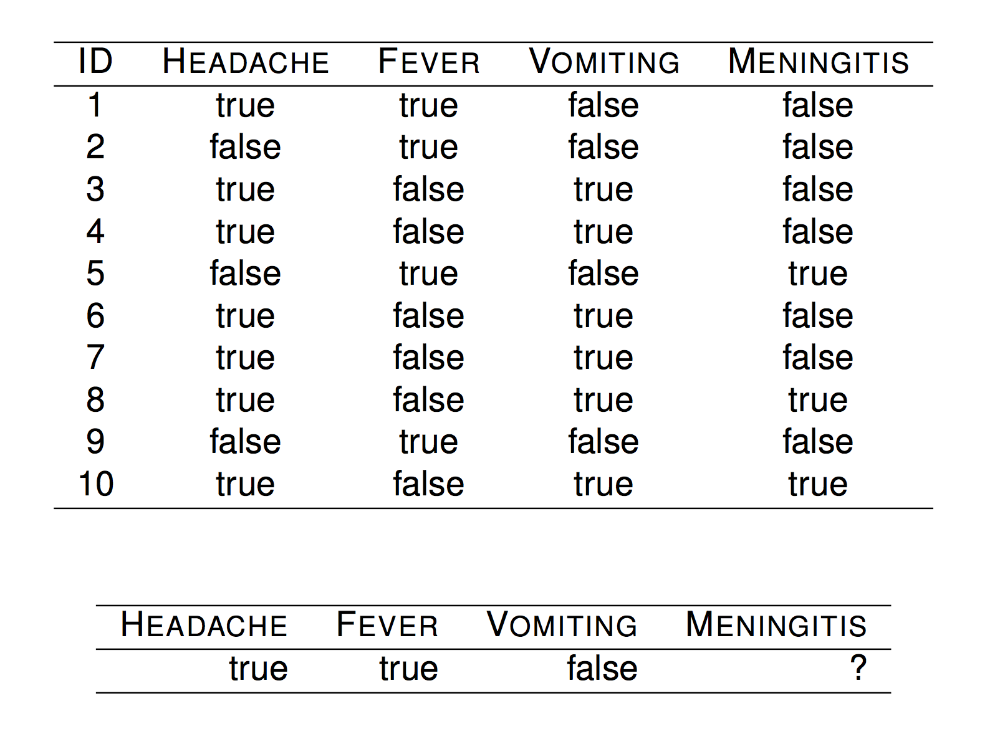 ID HEADACHE FEVER VOMITING MENINGITIS
1 true true false false
2 false true false false
3 true false true false
4 true false true false
5 false true false true
6 true false true false
7 true false true false
8 true false true true
9 false true false false
10 true false true true
HEADACHE FEVER VOMITING MENINGITIS
true true false ?